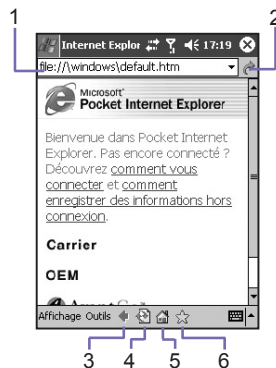 1
2
Internet Explor 17:19
file://windows\default.htm
Microsoft®
Pocket Internet Explorer
Bienvenue dans Pocket Internet
Explorer. Pas encore connecté ?
Découvrez comment vous
connecter et comment
enregistrer des informations hors
connexion.
Carrier
OEM
Affichage Outils
3 4 5 6